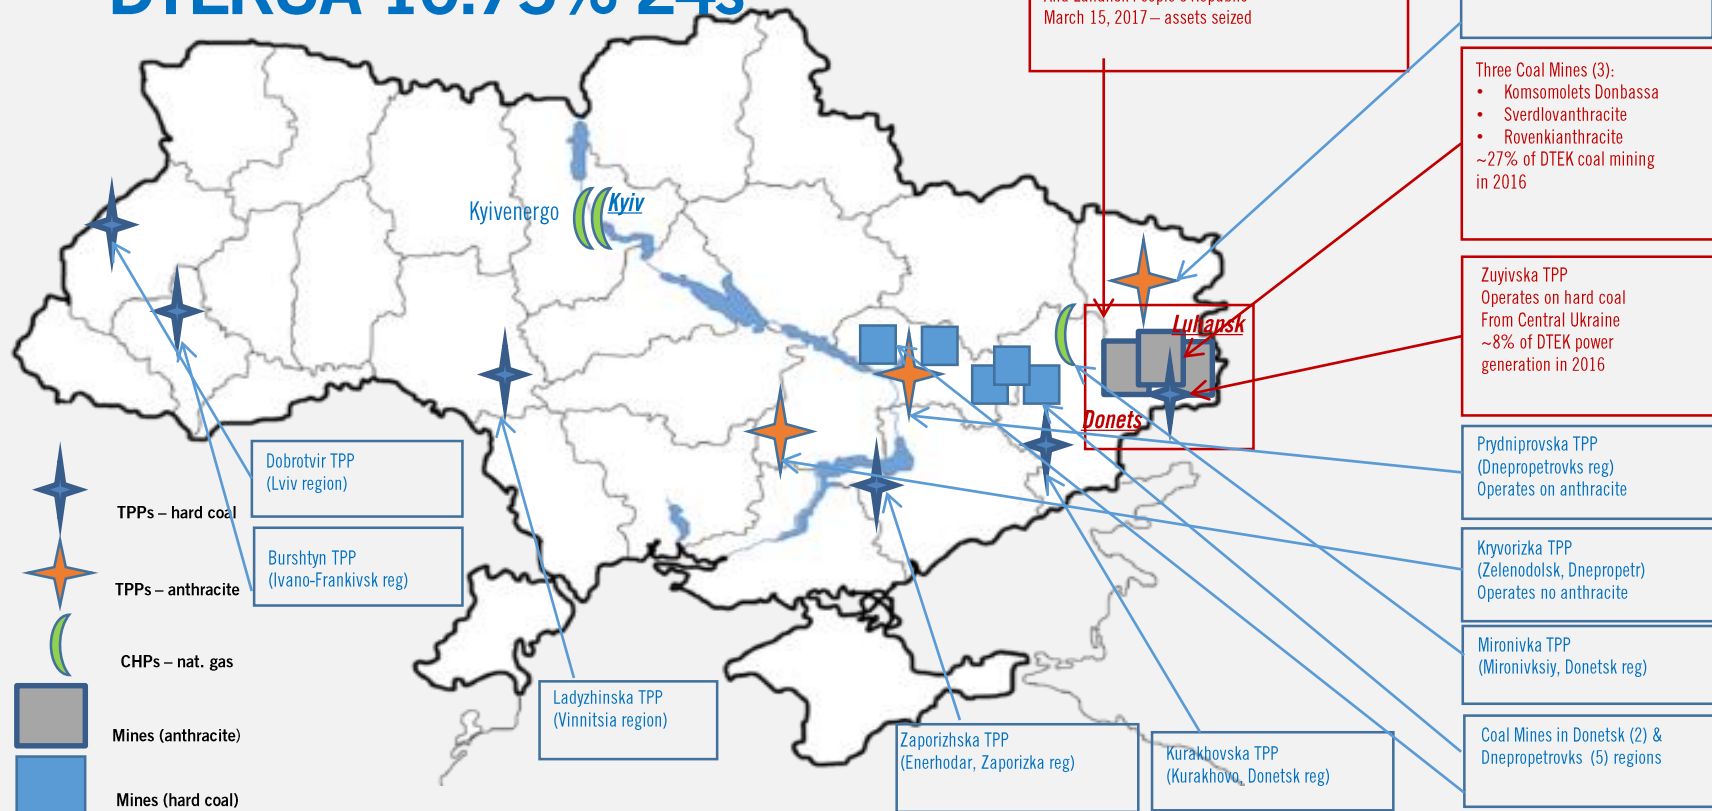 DTEKUA 10.75% 24s
March 15, 2017 – assets seized
Three Coal Mines (3):
• Komsomolets Donbassa
• Sverdlovanthracite
• Rovenkianthracite
~27% of DTEK coal mining
in 2016
Kyivenergo
Kyiv
Zuyivska TPP
Operates on hard coal
From Central Ukraine
~8% of DTEK power
generation in 2016
Luhansk
Donets
Prydniprovska TPP
(Dnepropetrovks reg)
Operates on anthracite
Dobrotvir TPP
(Lviv region)
TPPs – hard coal
Burshtyn TPP
(Ivano-Frankivsk reg)
TPPs – anthracite
Kryvorizka TPP
(Zelenodolsk, Dnepropetr)
Operates no anthracite
CHPs – nat. gas
Mironivka TPP
(Mironivksiy, Donetsk reg)
Ladyzhinska TPP
(Vinnitsia region)
Mines (anthracite)
Zaporizhska TPP
(Enerhodar, Zaporizka reg)
Kurakhovska TPP
(Kurakhovo, Donetsk reg)
Coal Mines in Donetsk (2) &
Dnepropetrovks (5) regions
Mines (hard coal)